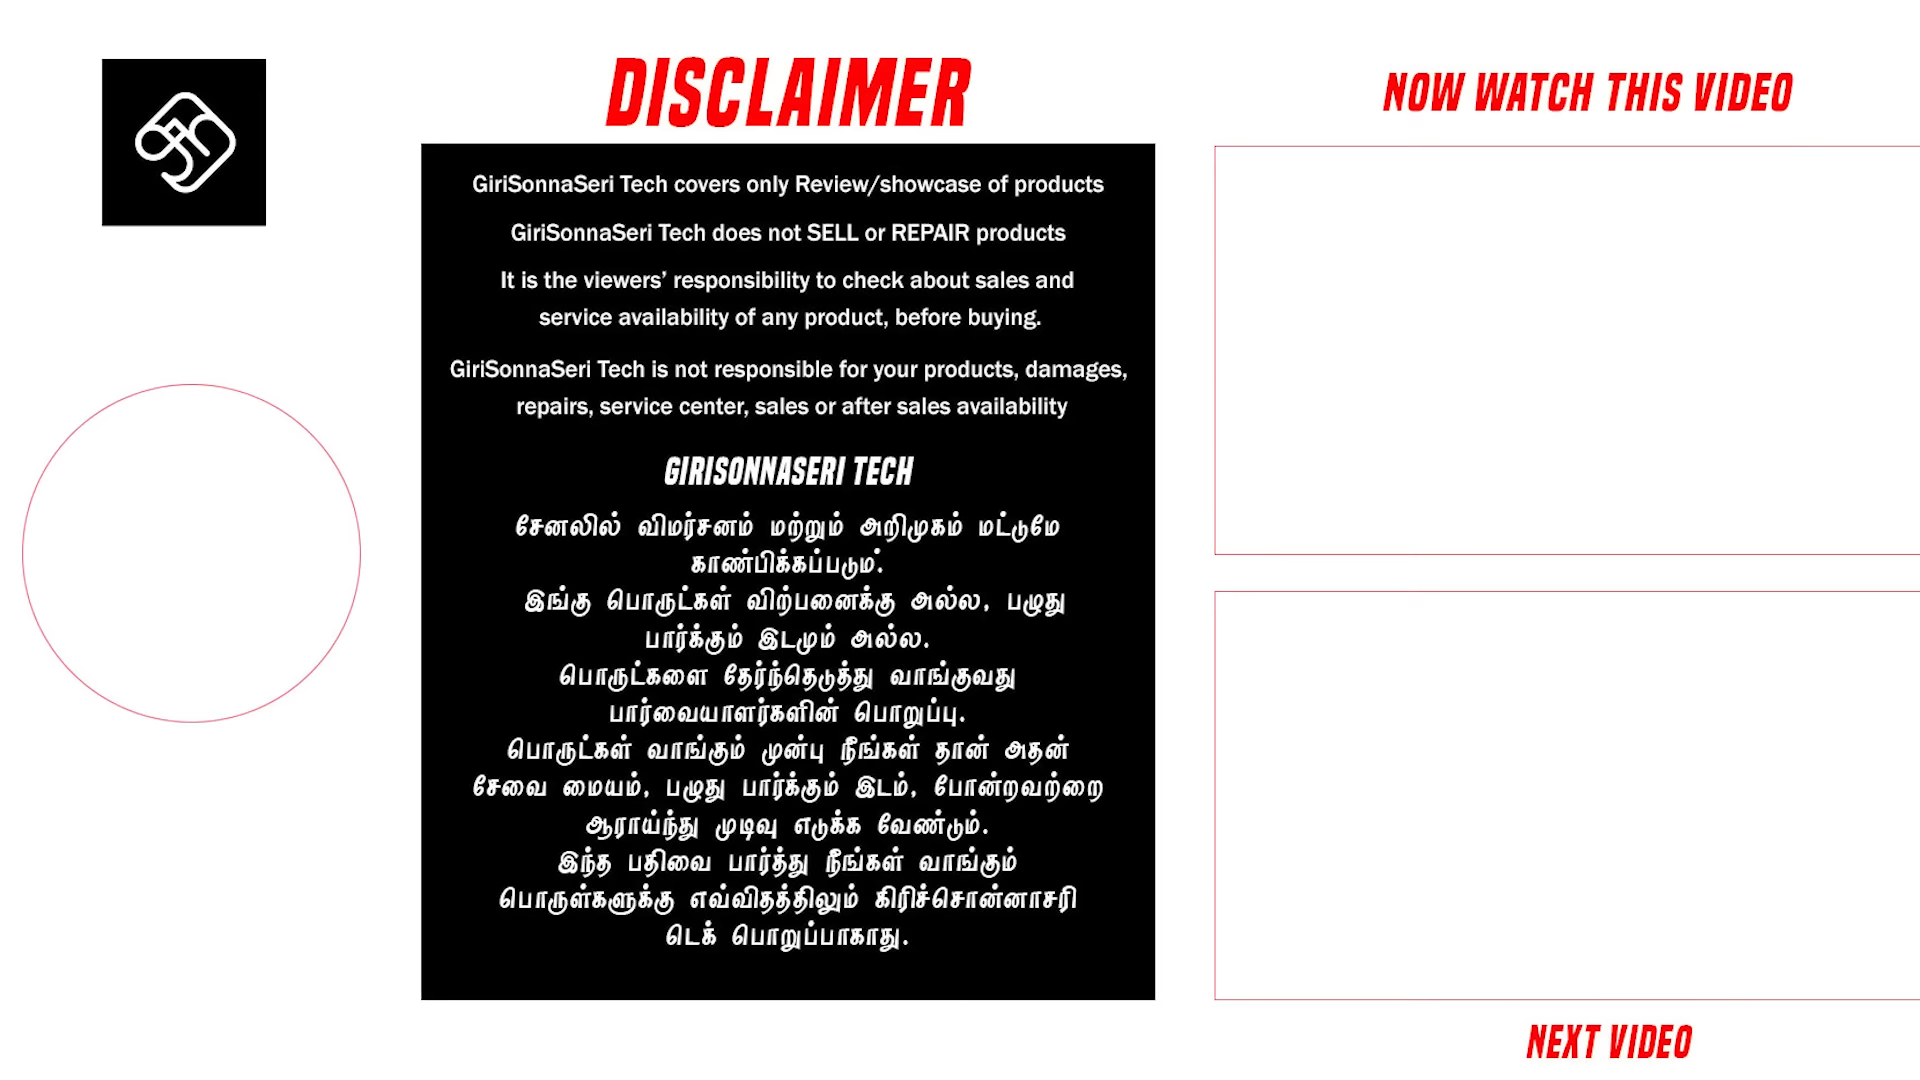 DISCLAIMER
GiriSonnaSeri Tech covers only Review/showcase of products
GiriSonnaSeri Tech does not SELL or REPAIR products
It is the viewers’ responsibility to check about sales and
service availability of any product, before buying.
GiriSonnaSeri Tech is not responsible for your products, damages,
repairs, service center, sales or after sales availability
GIRISONNASERI TECH
சேனலில் விமர்சனம் மற்றும் அறிமுகம் மட்டுமே
காண்பிக்கப்படும்.
இங்கு பொருட்கள் விற்பனைக்கு அல்ல, பழுது
பார்க்கும் இடமும் அல்ல.
பொருட்களை தேர்ந்தெடுத்து வாங்குவது
பார்வையாளர்களின் பொறுப்பு.
பொருட்கள் வாங்கும் முன்பு நீங்கள் தான் அதன்
சேவை மையம், பழுது பார்க்கும் இடம், போன்றவற்றை
ஆராய்ந்து முடிவு எடுக்க வேண்டும்.
இந்த பதிவை பார்த்து நீங்கள் வாங்கும்
பொருள்களுக்கு எவ்விதத்திலும் கிரிச்சொன்னாசரி
டெக் பொறுப்பாகாது.
NOW WATCH THIS VIDEO
NEXT VIDEO